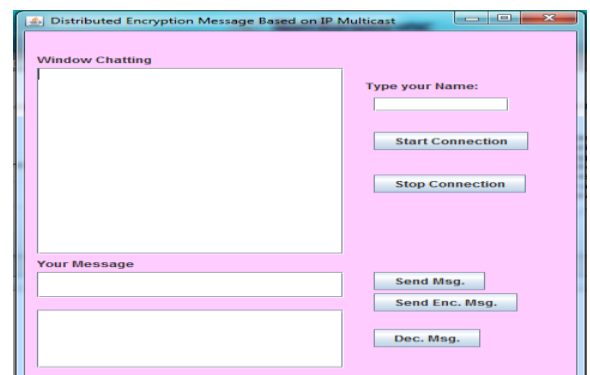 Distributed Encryption Message Based on IP Multicast
Window Chatting
Type your Name:
Start Connection
Stop Connection
Your Message
Send Msg.
Send Enc. Msg.
Dec. Msg.